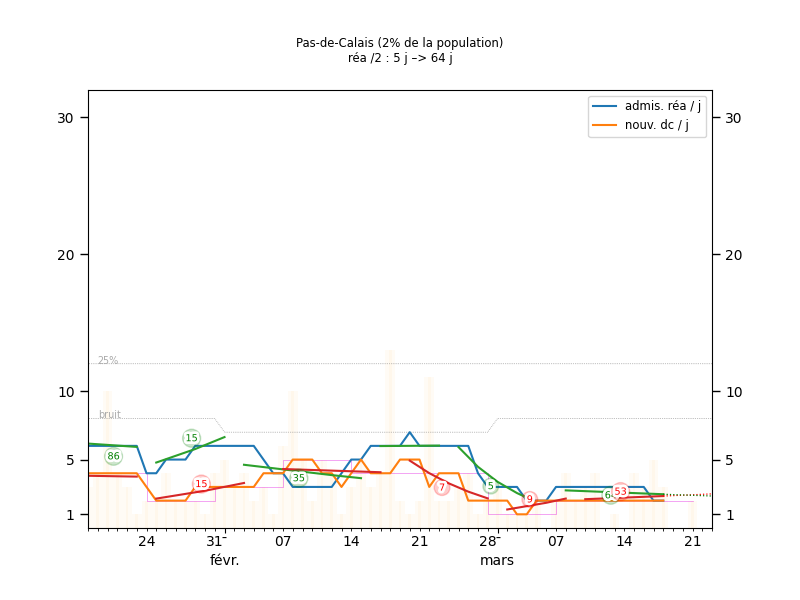 Pas-de-Calais (2% de la population)
réa /2 : 5 j –> 64 j
admis. réa / j
nouv. dc / j
30 30
20 20
25%
10 10
bruit
86 15 15 35 7 5 9 53
5 5
1 1
24 31 07 14 21 28 07 14 21
févr. mars